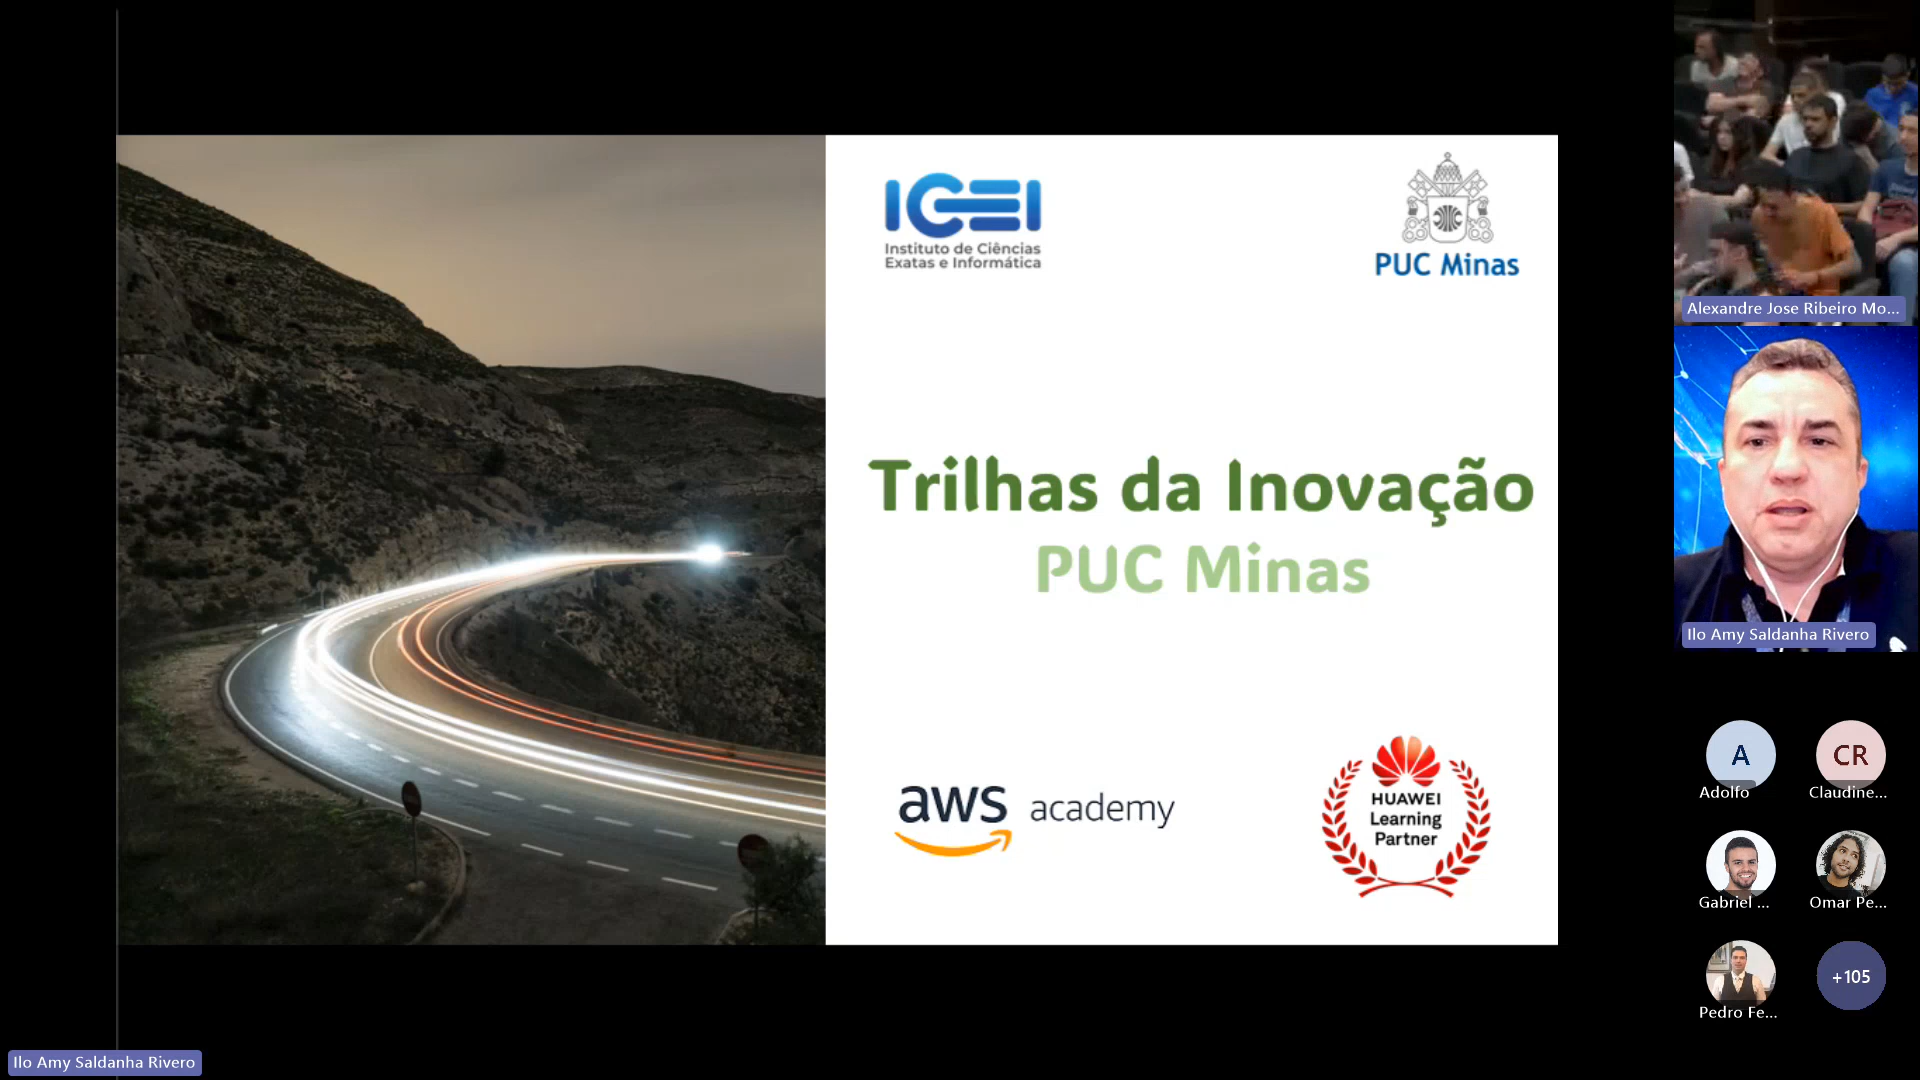 ICEI
Instituto de Ciências
Exatas e Informática
PUC Minas
Trilhas da Inovação
PUC Minas
aws academy
HUAWEI
Learning
Partner
Alexandre Jose Ribeiro Mo...
Ilo Amy Saldanha Rivero
A
Adolfo
CR
Claudine...
Gabriel ...
Omar Pe...
Pedro Fe...
+105
Ilo Amy Saldanha Rivero